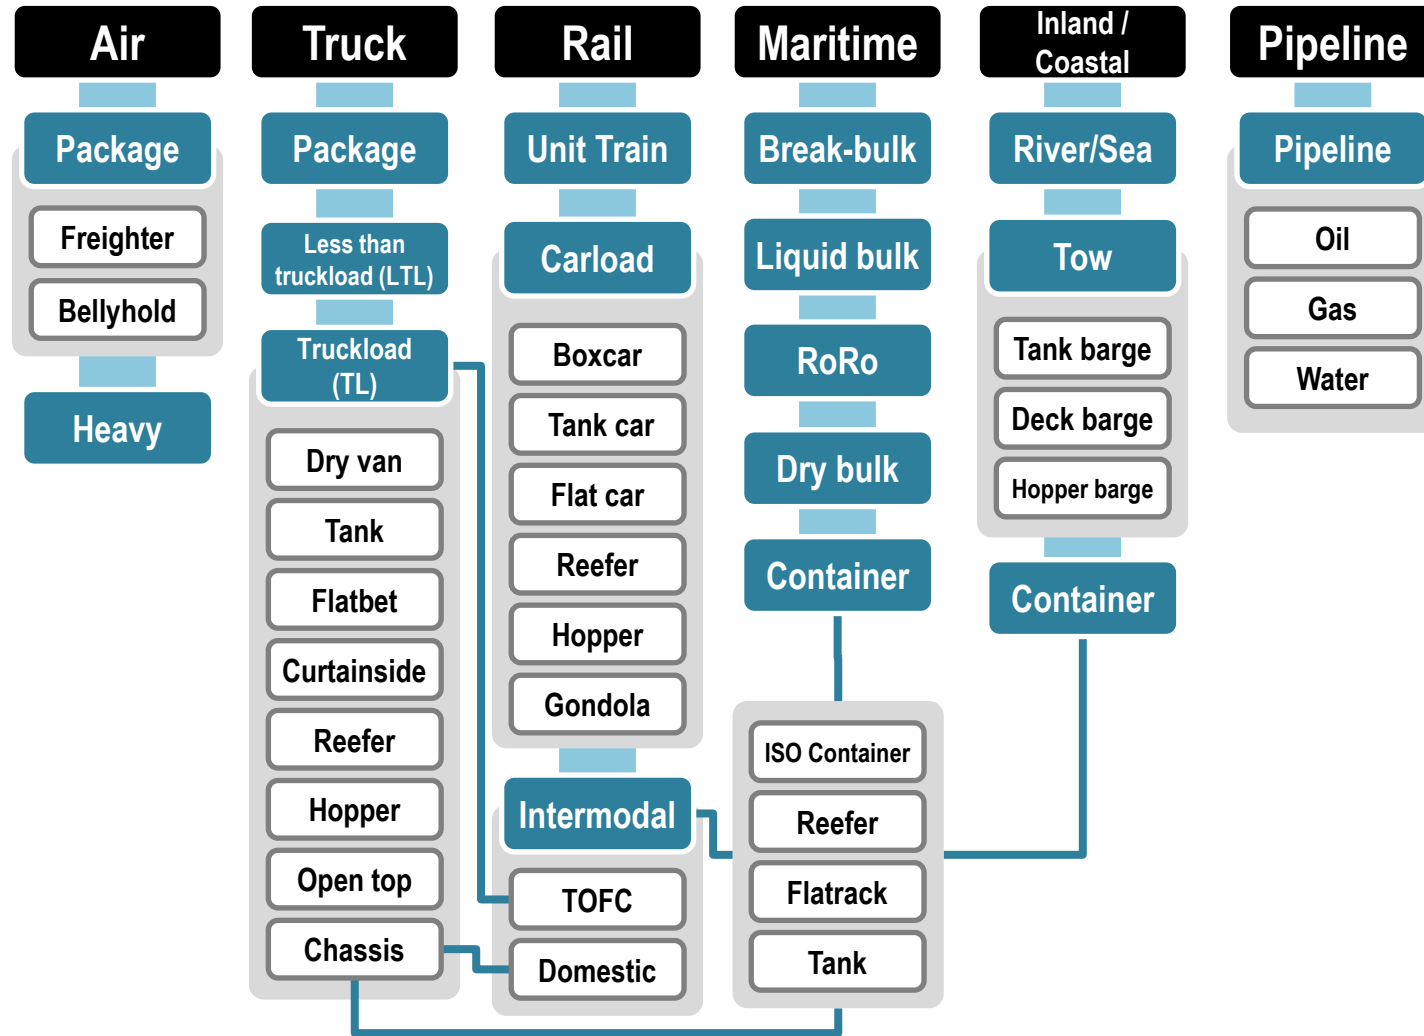 Air
Package
Freighter
Bellyhold
Heavy
Truck
Package
Less than
truckload (LTL)
Truckload
(TL)
Dry van
Tank
Flatbet
Curtainside
Reefer
Hopper
Open top
Chassis
Rail
Unit Train
Carload
Boxcar
Tank car
Flat car
Reefer
Hopper
Gondola
Intermodal
TOFC
Domestic
Maritime
Break-bulk
Liquid bulk
RoRo
Dry bulk
Container
ISO Container
Reefer
Flatrack
Tank
Inland /
Coastal
River/Sea
Tow
Tank barge
Deck barge
Hopper barge
Container
Pipeline
Pipeline
Oil
Gas
Water